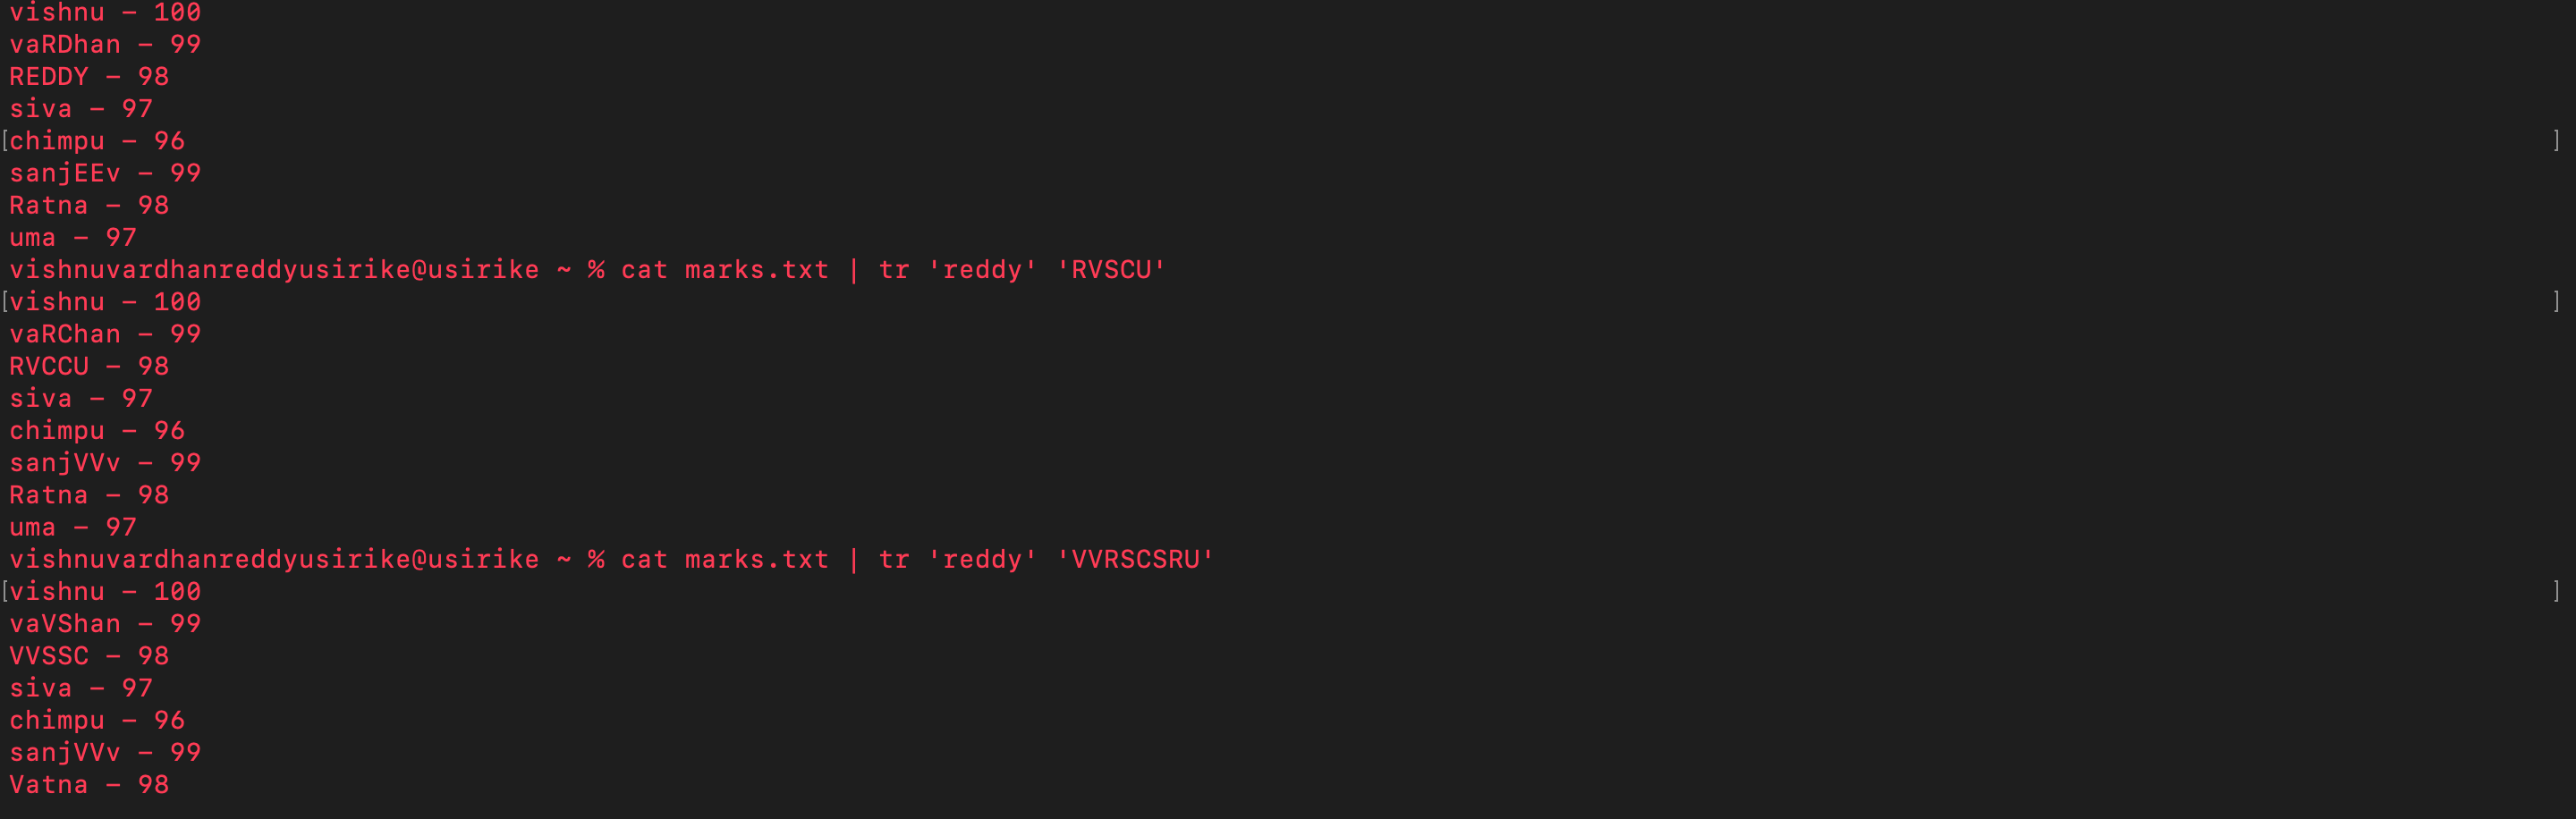 vishnu – 100
vaRDhan – 99
REDDY – 98
siva – 97
[chimpu – 96 ]
sanjEEv – 99
Ratna – 98
uma – 97
vishnuvardhanreddyusirike@usirike ~ % cat marks.txt | tr 'reddy' 'RVSCU'
[vishnu – 100 ]
vaRChan – 99
RVCCU – 98
siva – 97
chimpu – 96
sanjVVv – 99
Ratna – 98
uma – 97
vishnuvardhanreddyusirike@usirike ~ % cat marks.txt | tr 'reddy' 'VVRSCSRU'
[vishnu – 100 ]
vaVShan – 99
VVSSC – 98
siva – 97
chimpu – 96
sanjVVv – 99
Vatna – 98